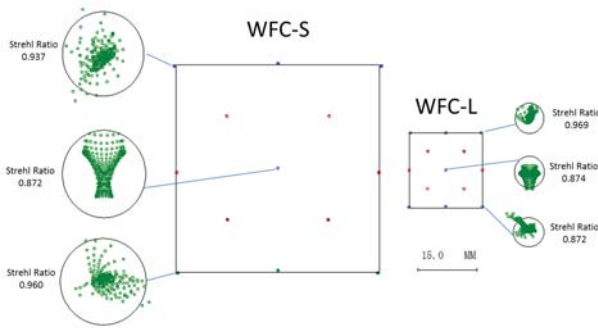 WFC-S
Strehl Ratio
0.937
Strehl Ratio
0.872
Strehl Ratio
0.960
WFC-L
Strehl Ratio
0.969
Strehl Ratio
0.874
Strehl Ratio
0.872
15.0 MM